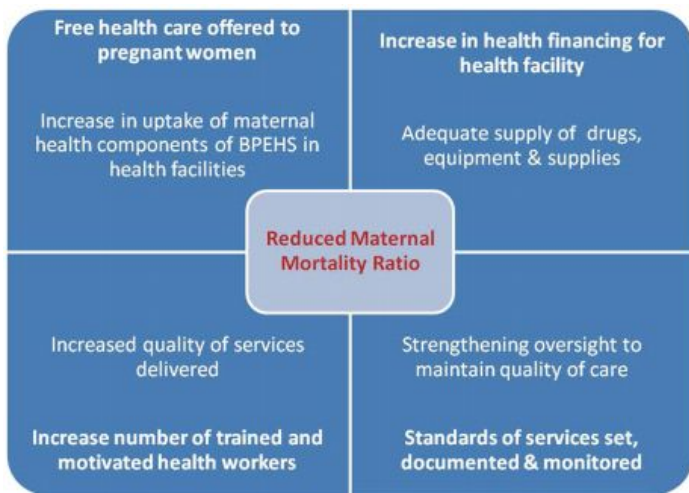 Free health care offered to
pregnant women
Increase in uptake of maternal
health components of BPEHS in
health facilities
Increase in health financing for
health facility
Adequate supply of drugs,
equipment & supplies
Reduced Maternal
Mortality Ratio
Increased quality of services
delivered
Increase number of trained and
motivated health workers
Strengthening oversight to
maintain quality of care
Standards of services set,
documented & monitored